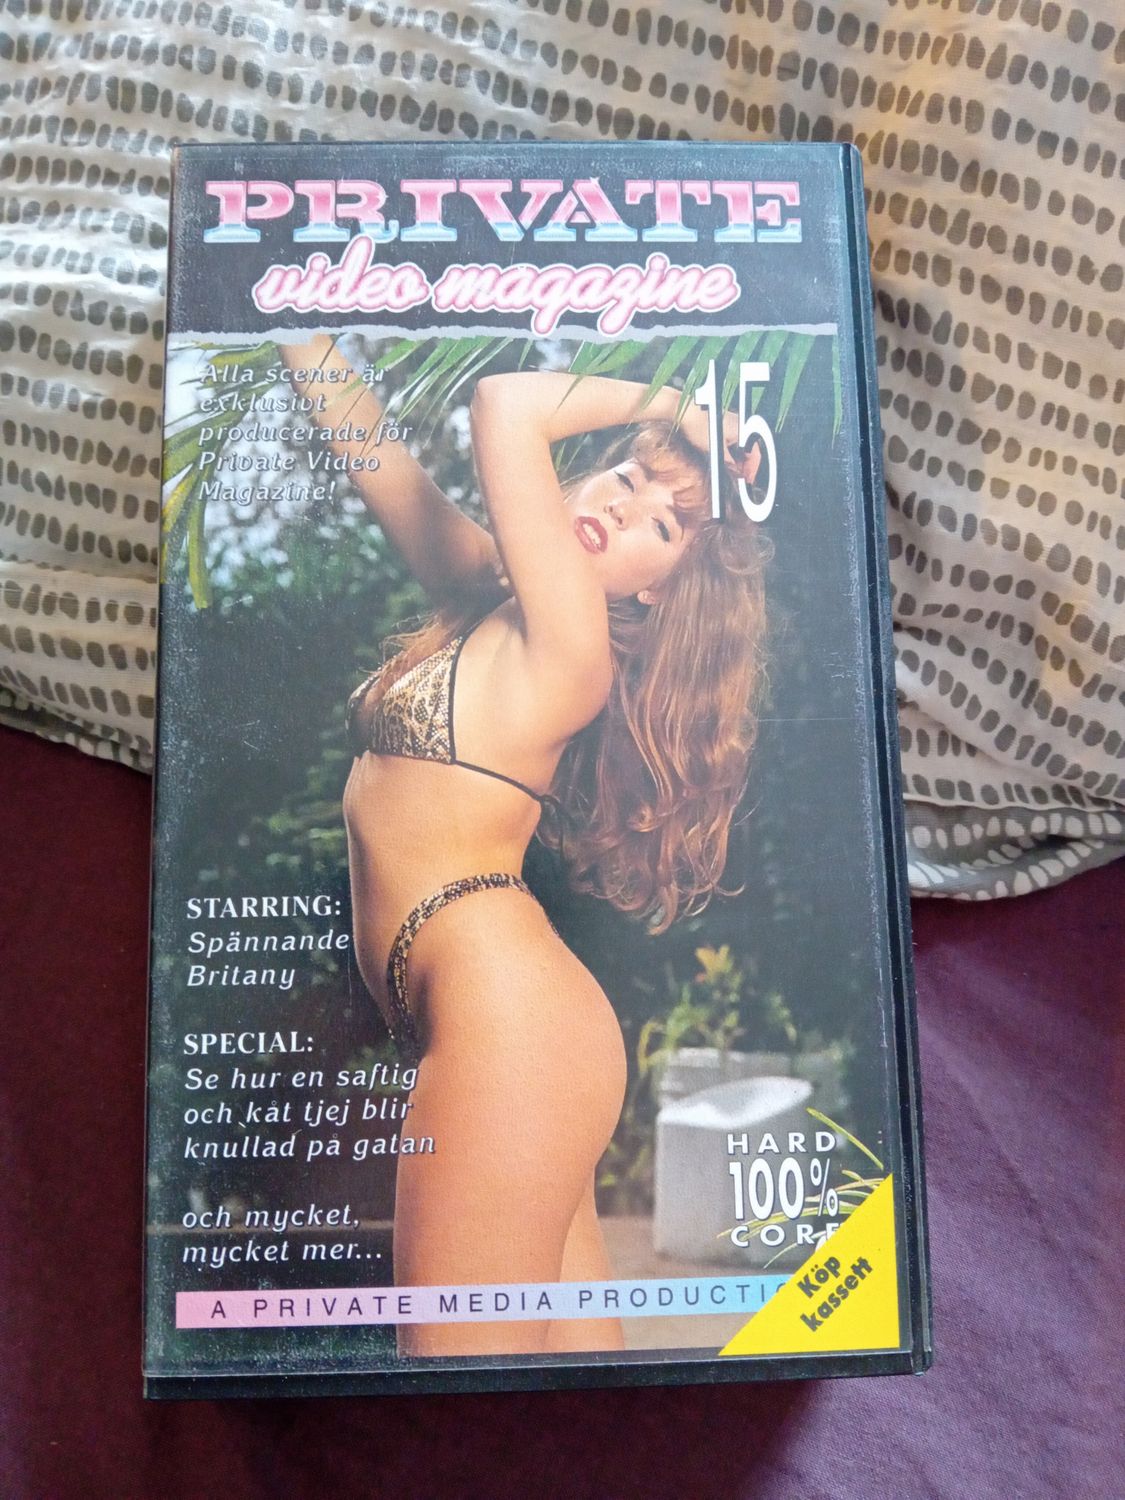 PRIVATE
video magazine
15
Alla scener är
exklusivt
producerade för
Private Video
Magazine!
STARRING:
Spännande
Britany
SPECIAL:
Se hur en saftig
och kåt tjej blir
knullad på gatan
och mycket,
mycket mer...
HARD
100%
CORE
Köp
kassett
A PRIVATE MEDIA PRODUCTIO